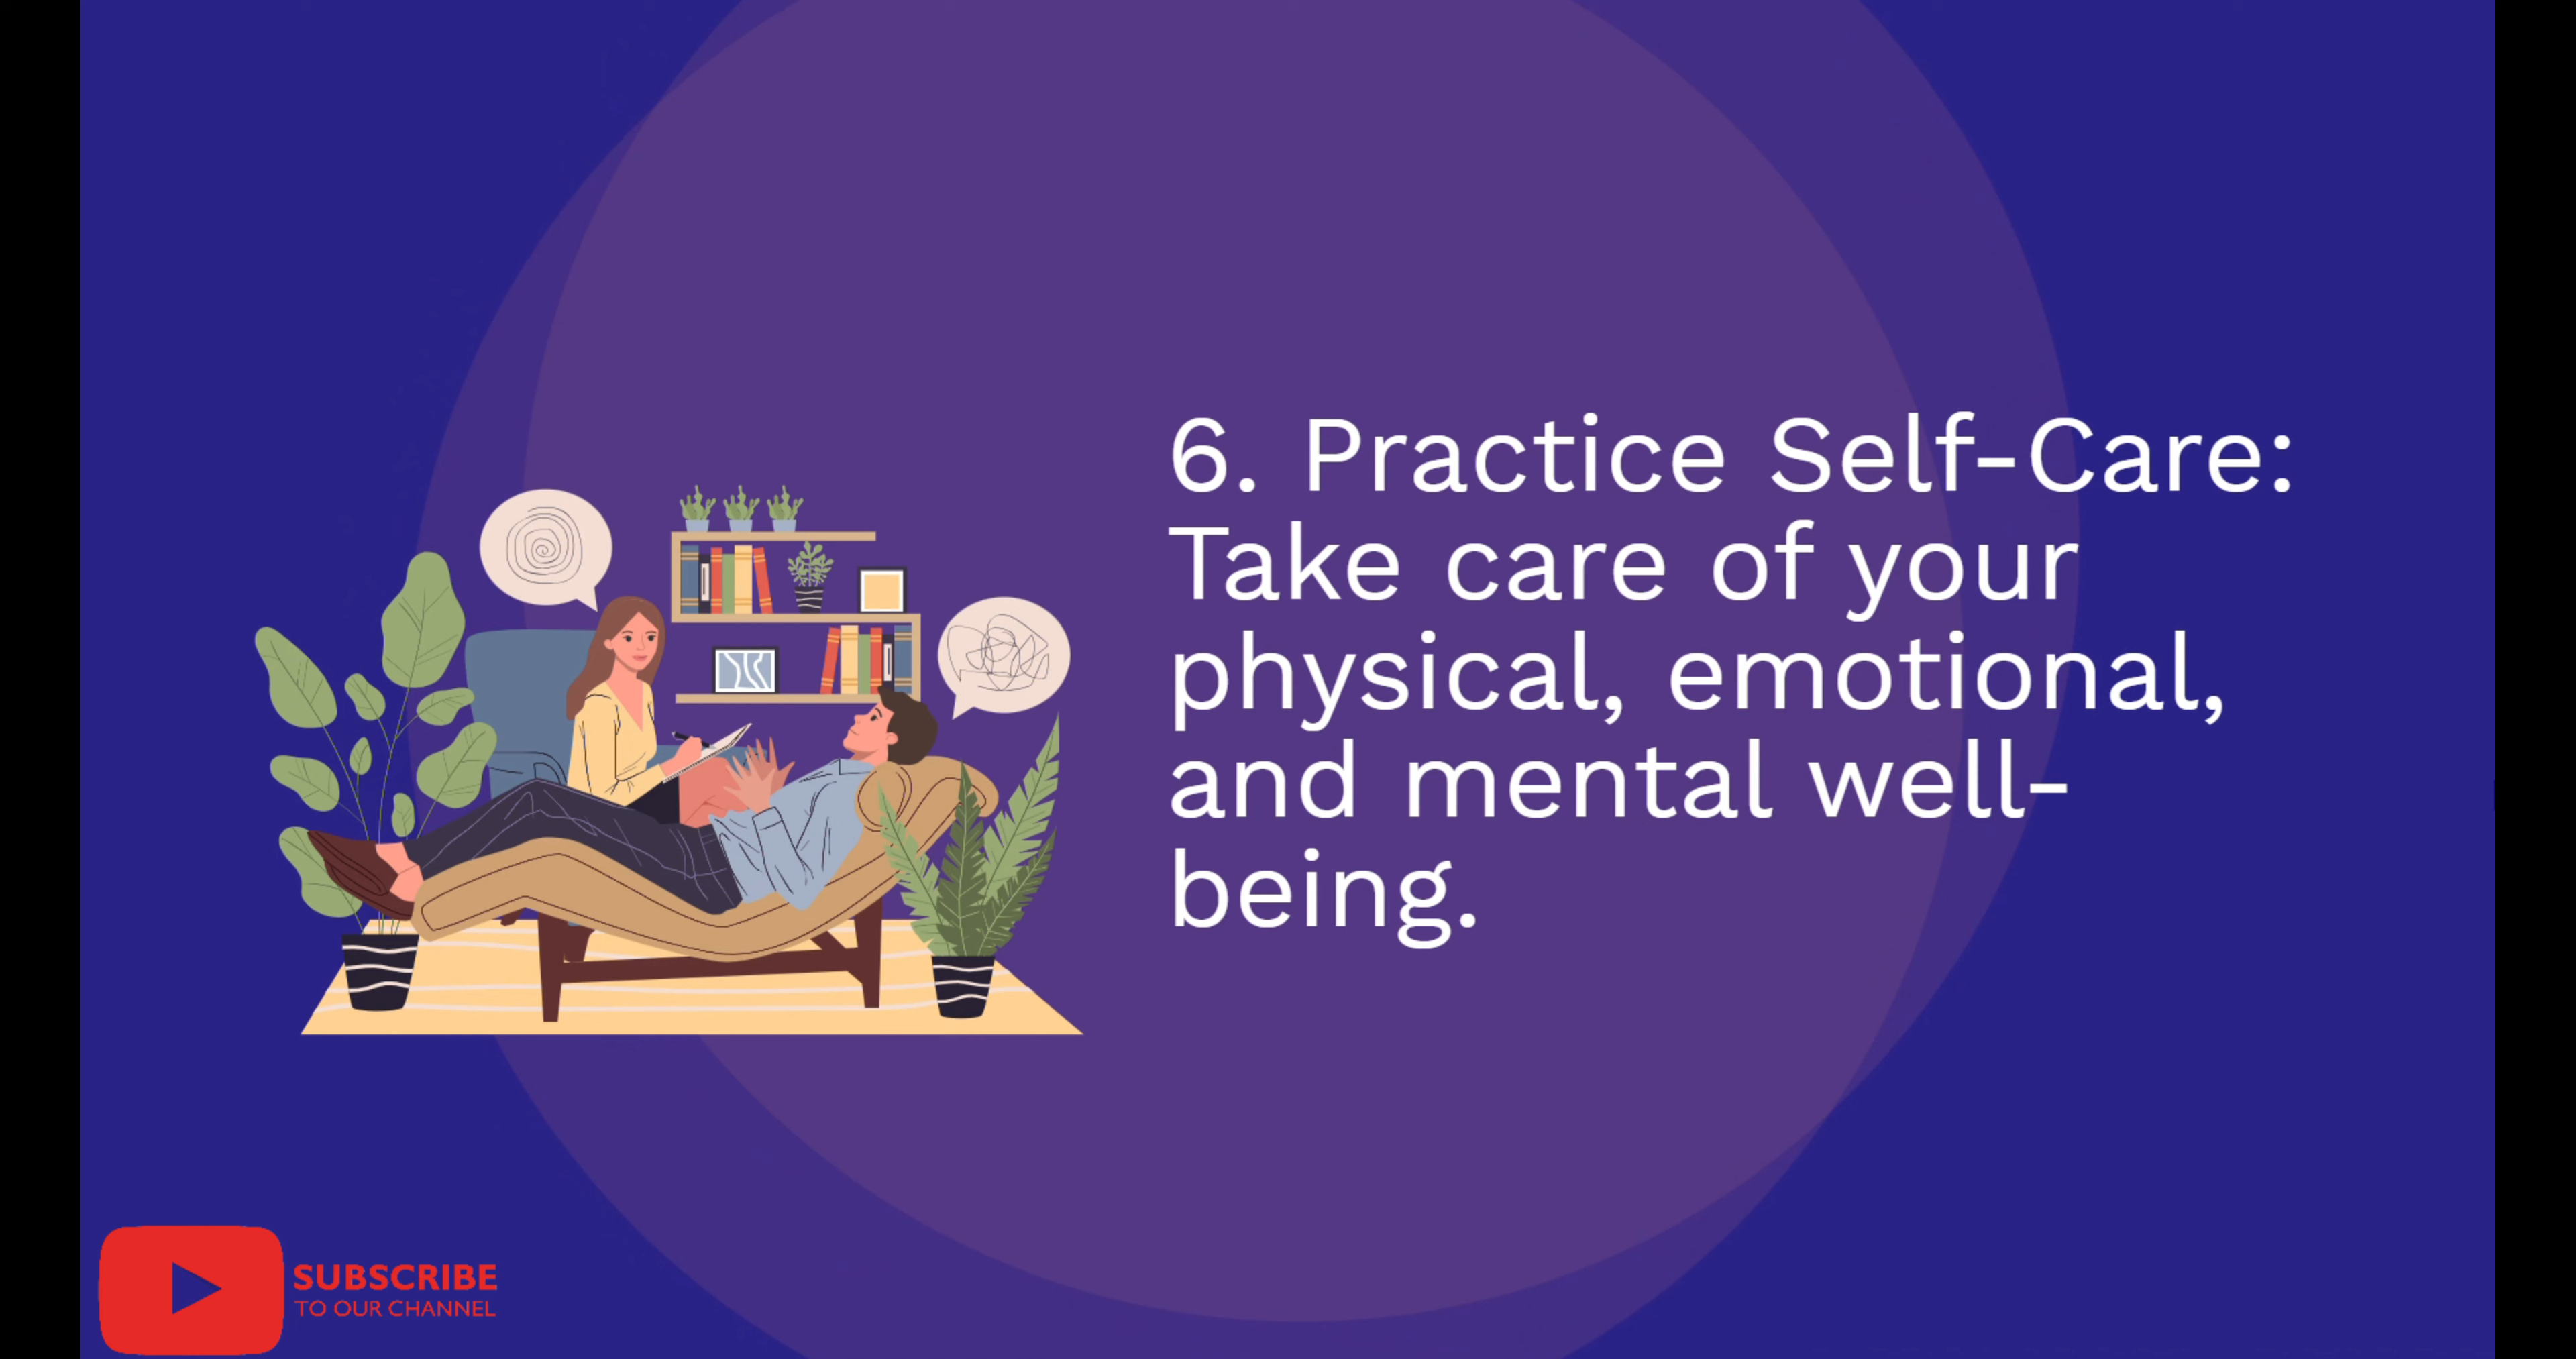 6. Practice Self-Care:
Take care of your
physical, emotional,
and mental well-
being.
SUBSCRIBE
TO OUR CHANNEL